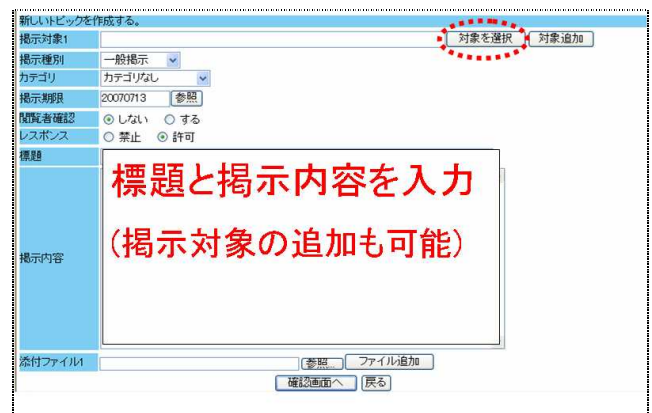 新しいトピックを作成する。
掲示対象1 対象を選択 対象追加
掲示種別 一般掲示
カテゴリ カテゴリなし
掲示期限 20070713 参照
閲覧者確認 しない する
レスポンス 禁止 許可
標題
標題と掲示内容を入力
(掲示対象の追加も可能)
掲示内容
添付ファイル1 参照... ファイル追加
確認画面へ 戻る